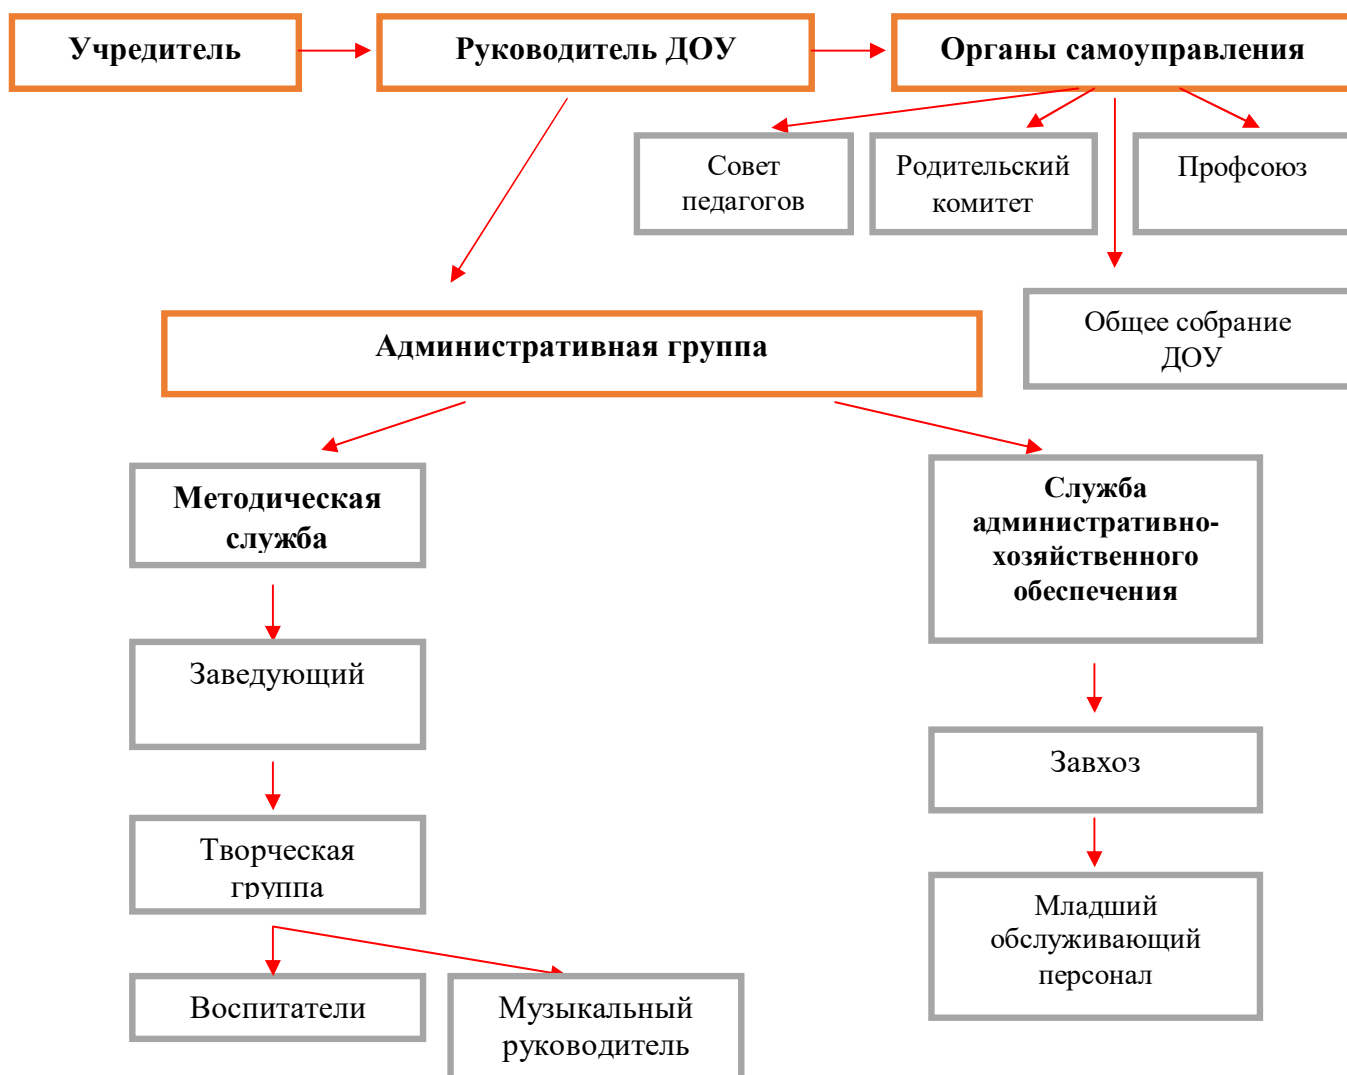 Учредитель
Руководитель ДОУ
Органы самоуправления
Совет
педагогов
Родительский
комитет
Профсоюз
Общее собрание
ДОУ
Административная группа
Методическая
служба
Служба
административно-
хозяйственного
обеспечения
Заведующий
Завхоз
Творческая
группа
Младший
обслуживающий
персонал
Воспитатели
Музыкальный
руководитель